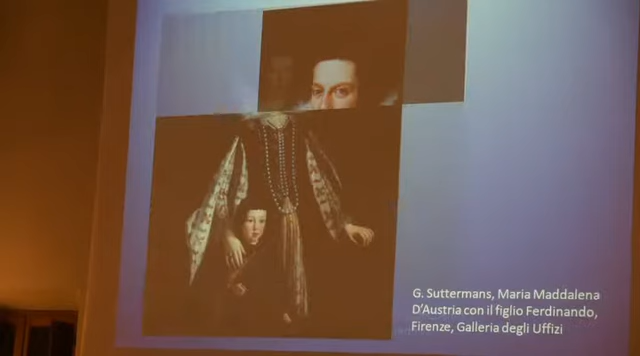 G. Suttermans, Maria Maddalena
D'Austria con il figlio Ferdinando,
Firenze, Galleria degli Uffizi